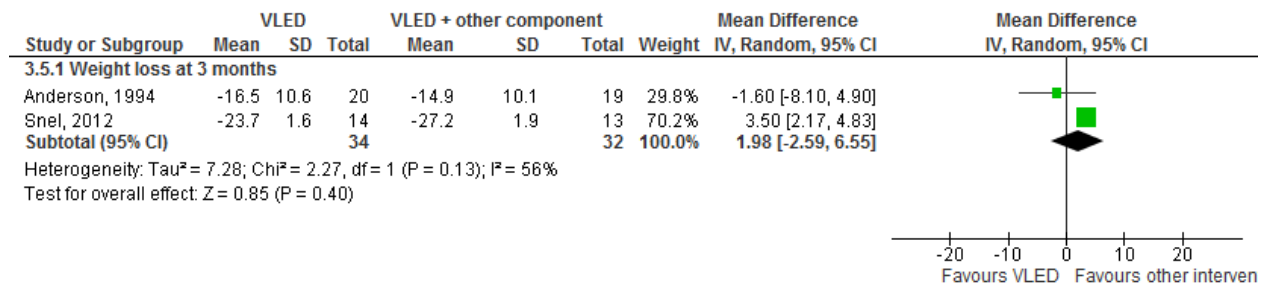 VLED VLED + other component Mean Difference Mean Difference
Study or Subgroup Mean SD Total Mean SD Total Weight IV, Random, 95% CI IV, Random, 95% CI
3.5.1 Weight loss at 3 months
Anderson, 1994 -16.5 10.6 20 -14.9 10.1 19 29.8% -1.60 [-8.10, 4.90]
Snel, 2012 -23.7 1.6 14 -27.2 1.9 13 70.2% 3.50 [2.17, 4.83]
Subtotal (95% CI) 34 32 100.0% 1.98 [-2.59, 6.55]
Heterogeneity: Tau² = 7.28; Chi² = 2.27, df = 1 (P = 0.13); I² = 56%
Test for overall effect: Z = 0.85 (P = 0.40)
-20 -10 0 10 20
Favours VLED Favours other interven